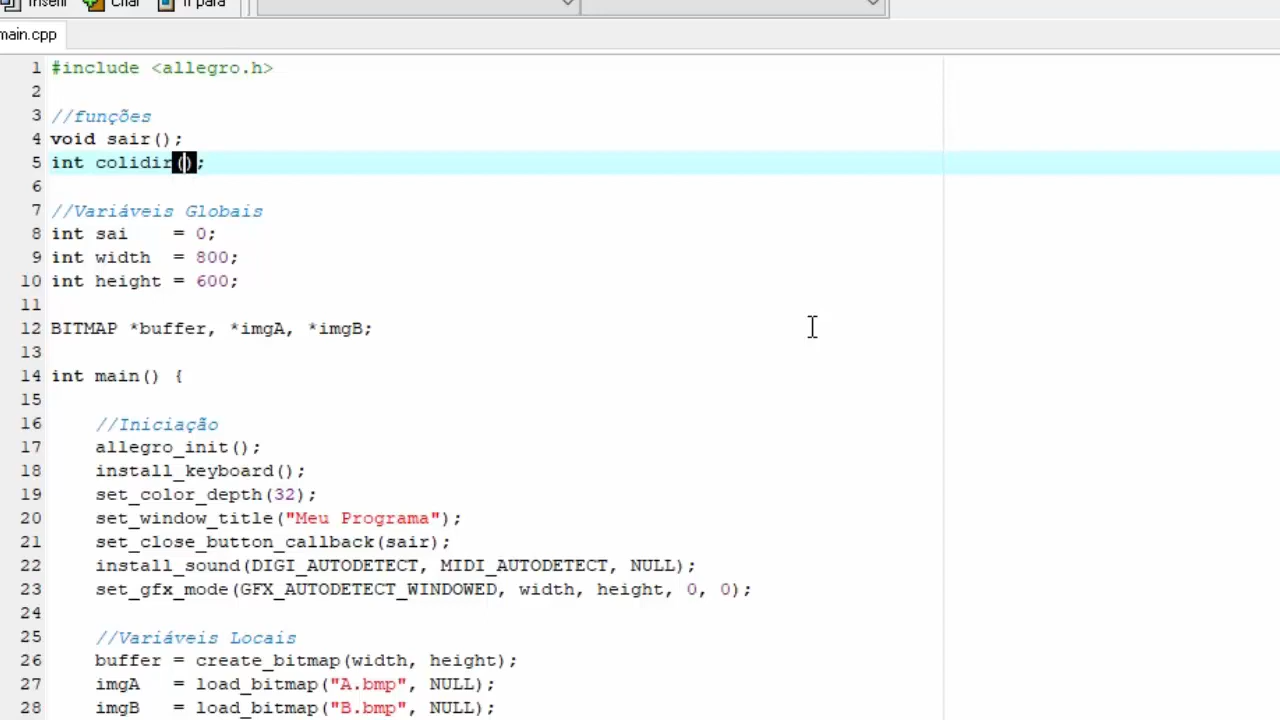 Inserir Criar Ir para
main.cpp
1 #include <allegro.h>
2
3 //funções
4 void sair();
5 int colidir();
6
7 //Variáveis Globais
8 int sai    = 0;
9 int width  = 800;
10 int height = 600;
11
12 BITMAP *buffer, *imgA, *imgB;
13
14 int main() {
15
16     //Iniciação
17     allegro_init();
18     install_keyboard();
19     set_color_depth(32);
20     set_window_title("Meu Programa");
21     set_close_button_callback(sair);
22     install_sound(DIGI_AUTODETECT, MIDI_AUTODETECT, NULL);
23     set_gfx_mode(GFX_AUTODETECT_WINDOWED, width, height, 0, 0);
24
25     //Variáveis Locais
26     buffer = create_bitmap(width, height);
27     imgA   = load_bitmap("A.bmp", NULL);
28     imgB   = load_bitmap("B.bmp", NULL);